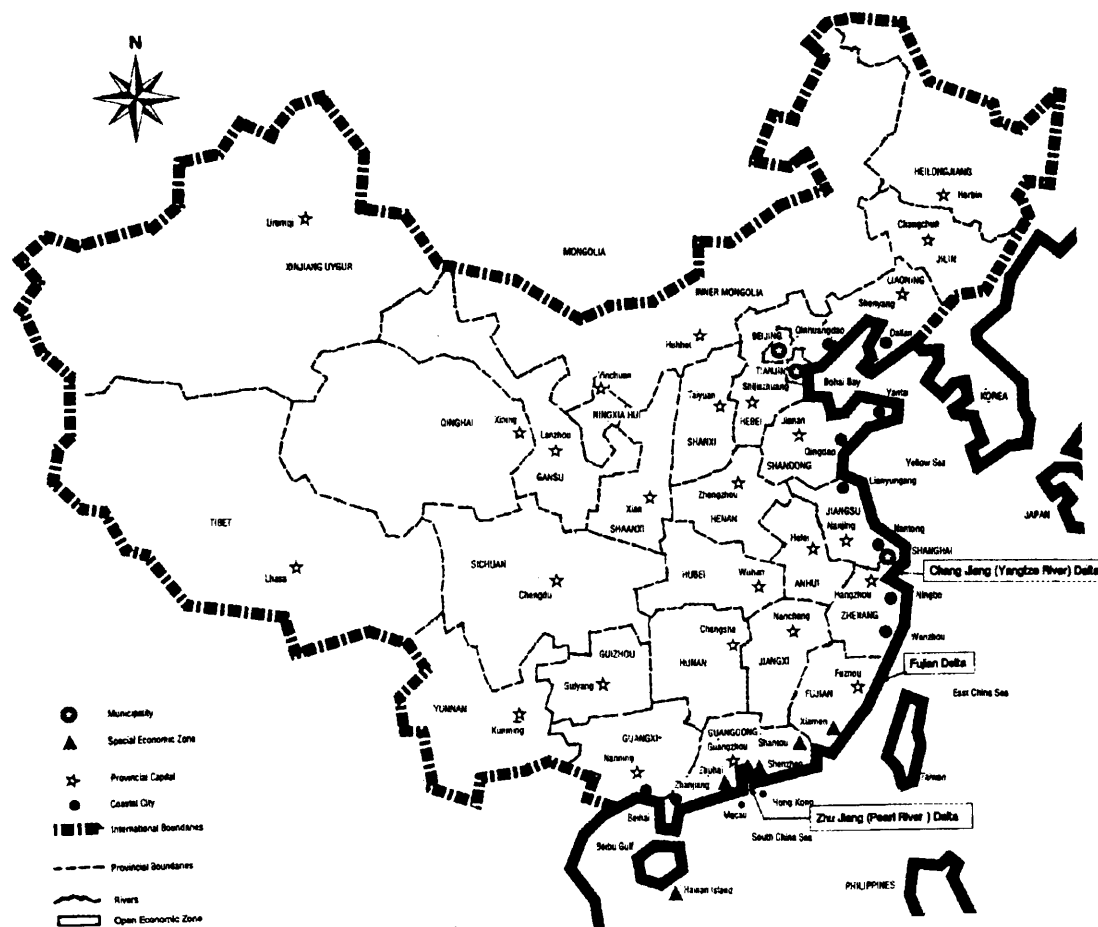 N
HEILONGJIANG
Harbin
Changchun
JILIN
LIAONING
Shenyang
Urumqi
XINJIANG UYGUR
MONGOLIA
INNER MONGOLIA
Hohhot
BEIJING
Qinhuangdao
Dalian
TIANJIN
Shijiazhuang
Bohai Bay
Yantai
KOREA
Yinchuan
NINGXIA HUI
Taiyuan
HEBEI
QINGHAI
Xining
Lanzhou
SHANXI
Jinan
Qingdao
SHANDONG
Yellow Sea
GANSU
Lianyungang
Zhengzhou
Xian
JIANGSU
JAPAN
TIBET
SHAANXI
HENAN
Nanjing
Nantong
Hefei
SHANGHAI
SICHUAN
Lhasa
Chengdu
HUBEI
Wuhan
ANHUI
Chang Jiang (Yangtze River) Delta
Hangzhou
Ningbo
ZHEJIANG
Nanchang
Changsha
Wenzhou
GUIZHOU
HUNAN
JIANGXI
Fujian Delta
Fuzhou
Guiyang
FUJIAN
East China Sea
YUNNAN
Kunming
Xiamen
GUANGXI
GUANGDONG
Shantou
Guangzhou
Nanning
Zhuhai
Shenzhen
Taiwan
Zhanjiang
Hong Kong
Beihai
Macau
Zhu Jiang (Pearl River ) Delta
South China Sea
Beibu Gulf
Hainan Island
PHILIPPINES
Municipality
Special Economic Zone
Provincial Capital
Coastal City
International Boundaries
Provincial Boundaries
Rivers
Open Economic Zone